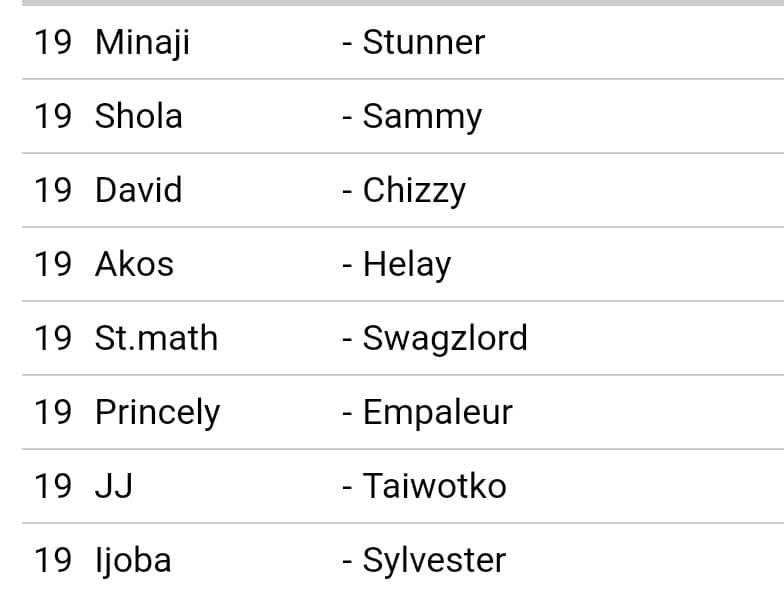 19 Minaji - Stunner
19 Shola - Sammy
19 David - Chizzy
19 Akos - Helay
19 St.math - Swagzlord
19 Princely - Empaleur
19 JJ - Taiwotko
19 Ijoba - Sylvester